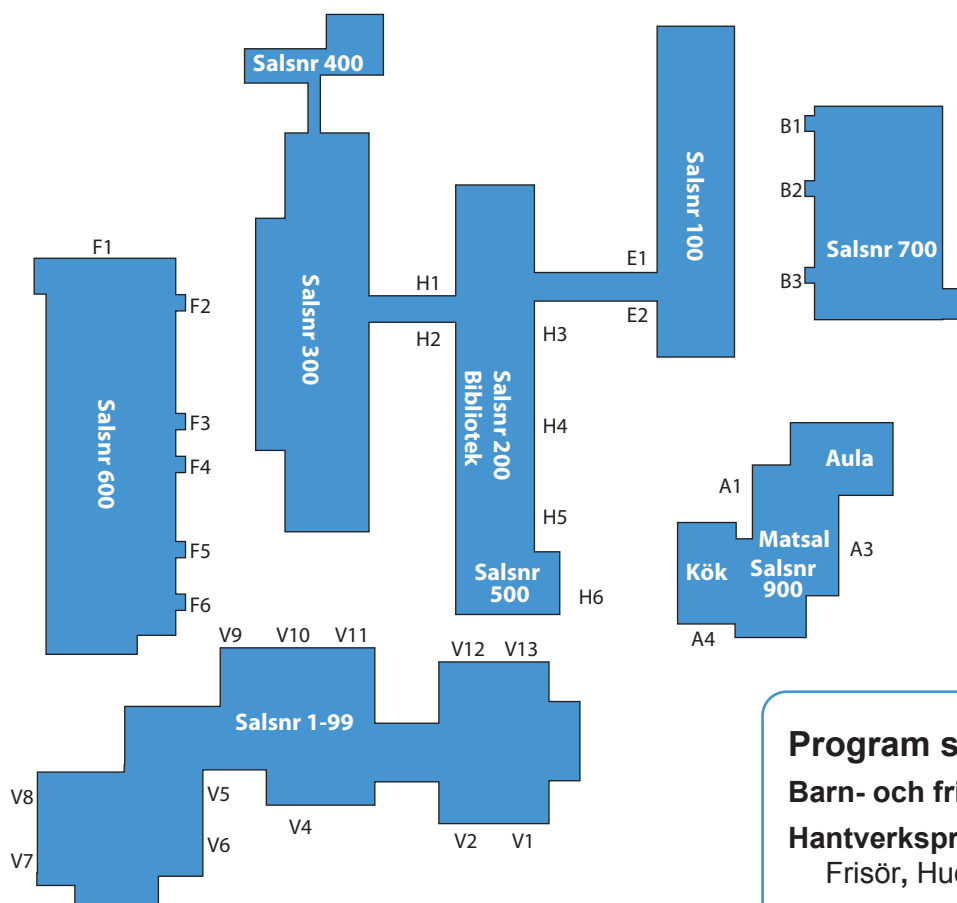 Salsnr 400
B1
Salsnr 100
B2
F1
E1
Salsnr 700
B3
F2
H1
Salsnr 300
H2
E2
H3
F3
Salsnr 600
Salsnr 200
Bibliotek
H4
F4
Aula
A1
H5
Matsal
A3
F5
Kök
Salsnr
900
Salsnr
500
F6
H6
A4
V9
V10
V11
V12
V13
Salsnr 1-99
V8
V5
V4
V6
V2
V1
V7
Program s
Barn- och fri
Hantverkspr
Frisör, Hu